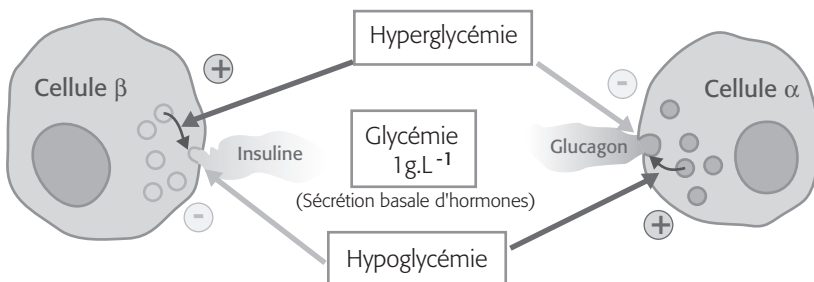 Hyperglycémie
+
-
Cellule β
Cellule α
Insuline
Glycémie
1g.L⁻¹
Glucagon
(Sécrétion basale d'hormones)
-
+
Hypoglycémie